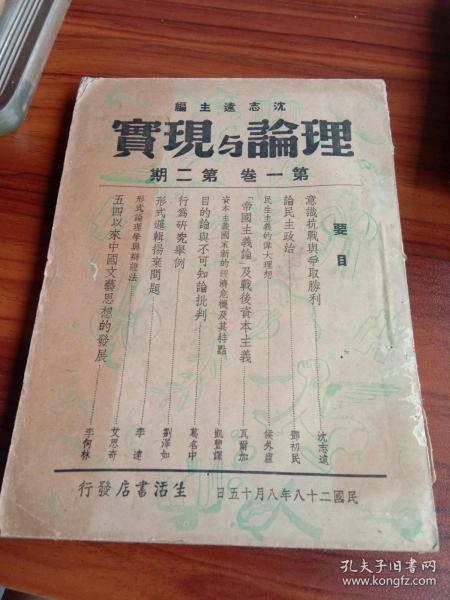 沈志遠主編
理論与現實
第一卷 第二期
要目
意識抗戰與爭取勝利……沈志遠
論民主政治……鄧初民
民生主義的偉大理想……侯外廬
「帝國主義論」及戰後資本主義……瓦爾加
資本主義國家新的經濟危機及其特點……凱豐譯
目的論與不可知論批判……葛名中
行為研究舉例……劉澤如
形式邏輯揚棄問題……李達
形式論理學與辯證法……艾思奇
五四以來中國文藝思想的發展……李何林
民國二十八年八月十五日 生活書店發行
孔夫子旧书网
www.kongfz.com